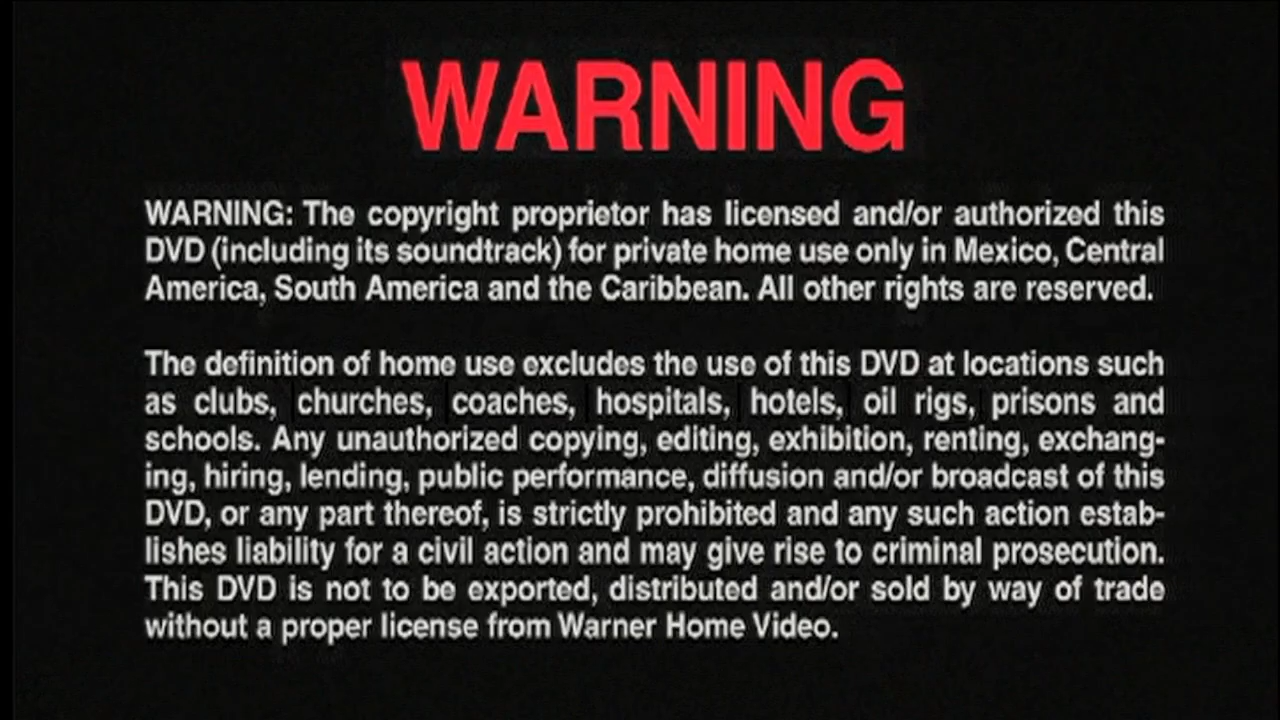 WARNING
WARNING: The copyright proprietor has licensed and/or authorized this
DVD (including its soundtrack) for private home use only in Mexico, Central
America, South America and the Caribbean. All other rights are reserved.
The definition of home use excludes the use of this DVD at locations such
as clubs, churches, coaches, hospitals, hotels, oil rigs, prisons and
schools. Any unauthorized copying, editing, exhibition, renting, exchang-
ing, hiring, lending, public performance, diffusion and/or broadcast of this
DVD, or any part thereof, is strictly prohibited and any such action estab-
lishes liability for a civil action and may give rise to criminal prosecution.
This DVD is not to be exported, distributed and/or sold by way of trade
without a proper license from Warner Home Video.